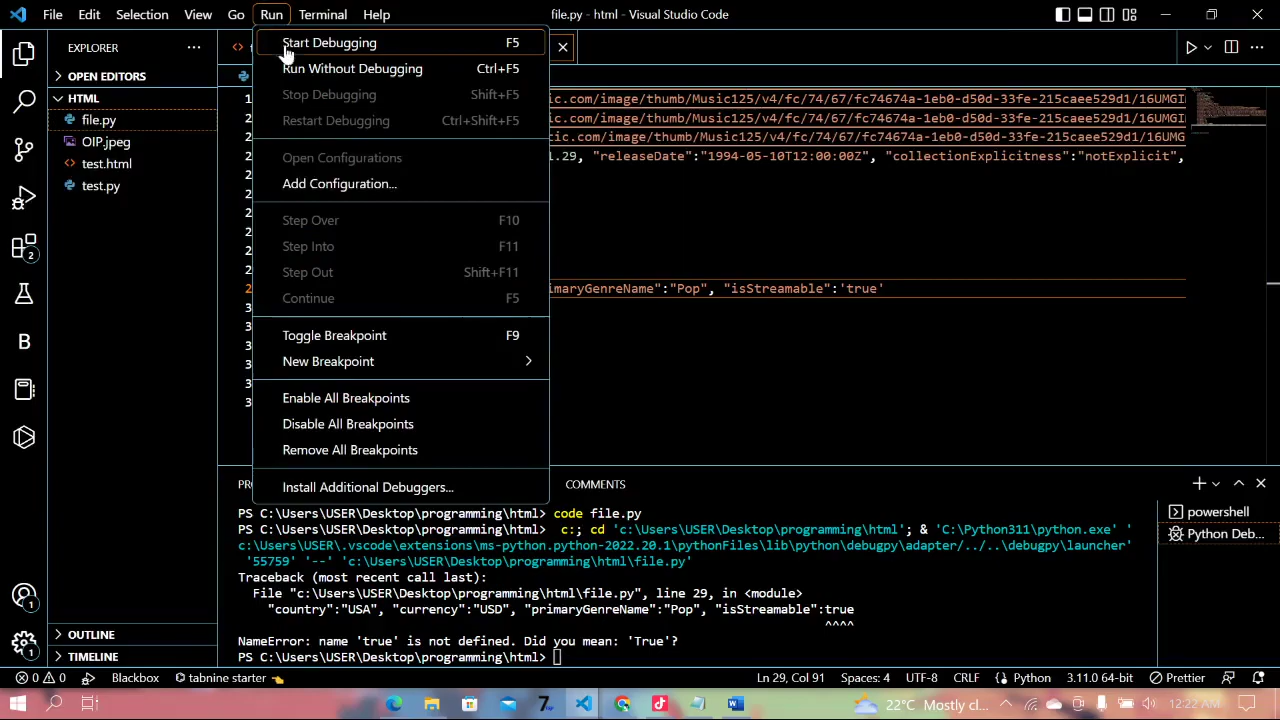 File Edit Selection View Go Run Terminal Help file.py - html - Visual Studio Code
EXPLORER
OPEN EDITORS
HTML
file.py
OIP.jpeg
test.html
test.py
OUTLINE
TIMELINE
Start Debugging F5
Run Without Debugging Ctrl+F5
Stop Debugging Shift+F5
Restart Debugging Ctrl+Shift+F5
Open Configurations
Add Configuration...
Step Over F10
Step Into F11
Step Out Shift+F11
Continue F5
Toggle Breakpoint F9
New Breakpoint
Enable All Breakpoints
Disable All Breakpoints
Remove All Breakpoints
Install Additional Debuggers...
ic.com/image/thumb/Music125/v4/fc/74/67/fc74674a-1eb0-d50d-33fe-215caee529d1/16UMGI
ic.com/image/thumb/Music125/v4/fc/74/67/fc74674a-1eb0-d50d-33fe-215caee529d1/16UMGI
ic.com/image/thumb/Music125/v4/fc/74/67/fc74674a-1eb0-d50d-33fe-215caee529d1/16UMGI
1.29, "releaseDate":"1994-05-10T12:00:00Z", "collectionExplicitness":"notExplicit",
imaryGenreName":"Pop", "isStreamable":'true'
COMMENTS
PS C:\Users\USER\Desktop\programming\html> code file.py
PS C:\Users\USER\Desktop\programming\html>  c:; cd 'c:\Users\USER\Desktop\programming\html'; & 'C:\Python311\python.exe' '
c:\Users\USER\.vscode\extensions\ms-python.python-2022.20.1\pythonFiles\lib\python\debugpy\adapter/../..\debugpy\launcher'
'55759' '--' 'c:\Users\USER\Desktop\programming\html\file.py'
Traceback (most recent call last):
File "c:\Users\USER\Desktop\programming\html\file.py", line 29, in <module>
"country":"USA", "currency":"USD", "primaryGenreName":"Pop", "isStreamable":true
^^^^
NameError: name 'true' is not defined. Did you mean: 'True'?
PS C:\Users\USER\Desktop\programming\html>
powershell
Python Deb...
0 0 Blackbox tabnine starter Ln 29, Col 91 Spaces: 4 UTF-8 CRLF Python 3.11.0 64-bit Prettier
22°C Mostly cl... 12:22 AM